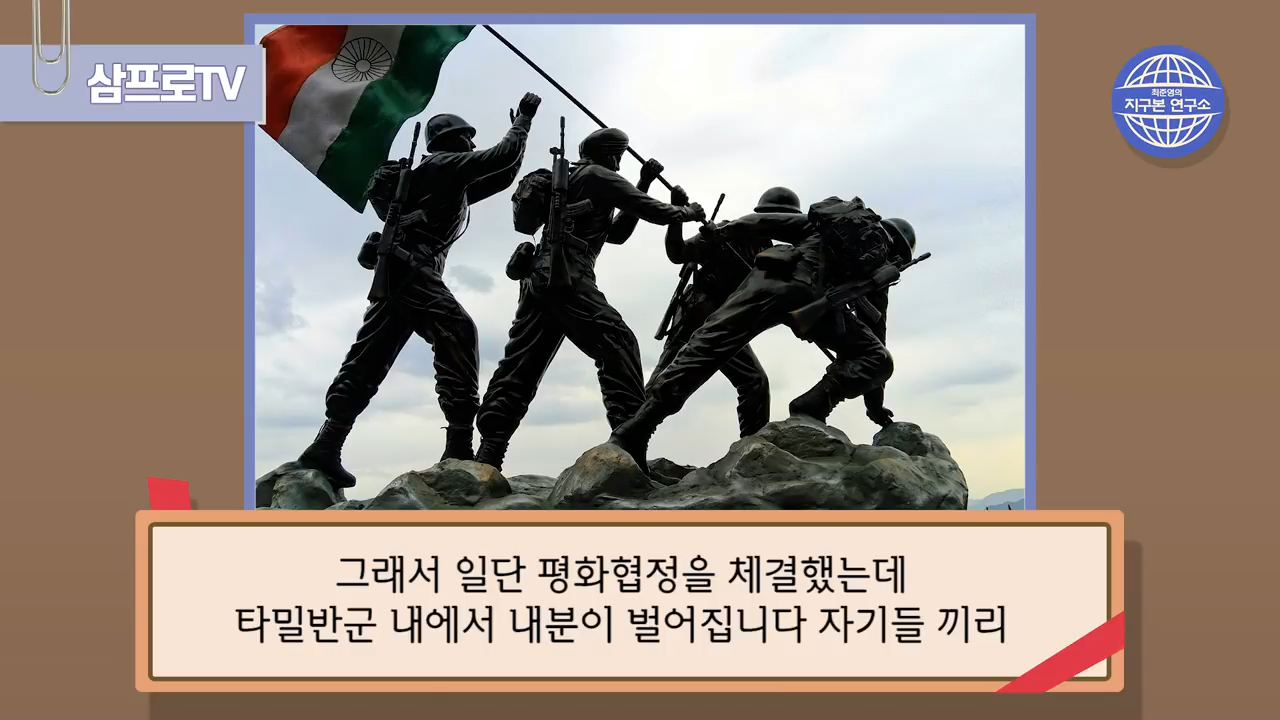 삼프로TV
최준영의
지구본 연구소
그래서 일단 평화협정을 체결했는데
타밀반군 내에서 내분이 벌어집니다 자기들 끼리